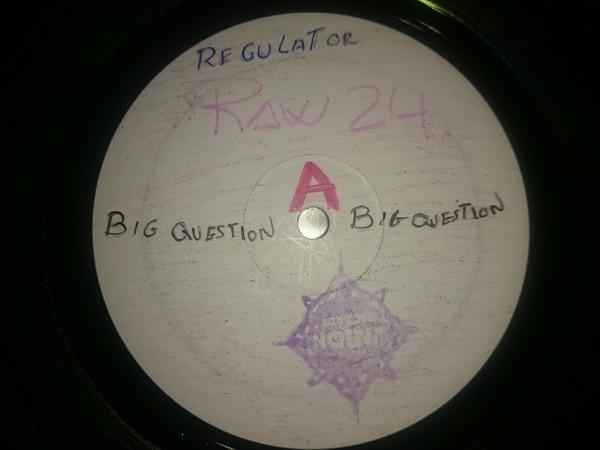 REGULATOR
RAW 24
A
BIG QUESTION BIG QUESTION